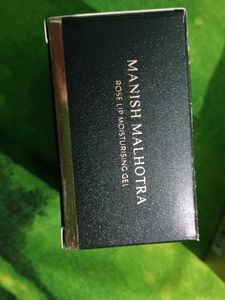 MANISH MALHOTRA
ROSE LIP MOISTURISING GEL